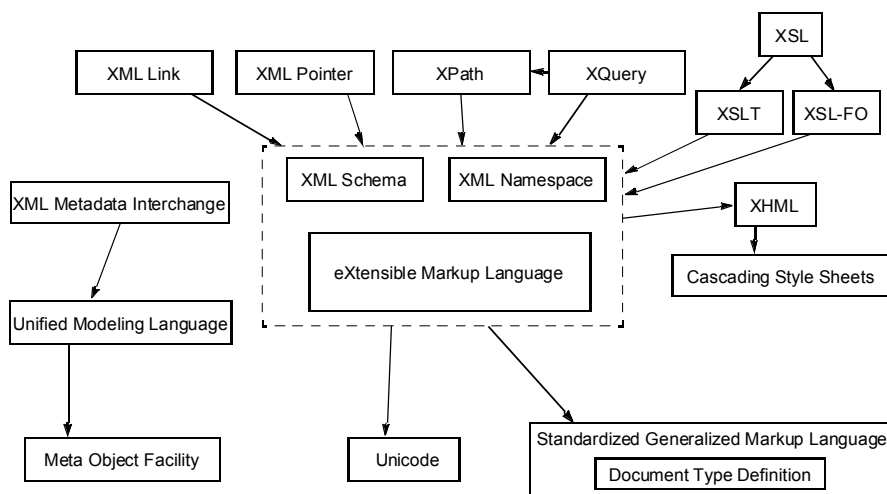 XSL
XML Link
XML Pointer
XPath
XQuery
XSLT
XSL-FO
XML Schema
XML Namespace
XML Metadata Interchange
XHML
eXtensible Markup Language
Cascading Style Sheets
Unified Modeling Language
Standardized Generalized Markup Language
Meta Object Facility
Unicode
Document Type Definition